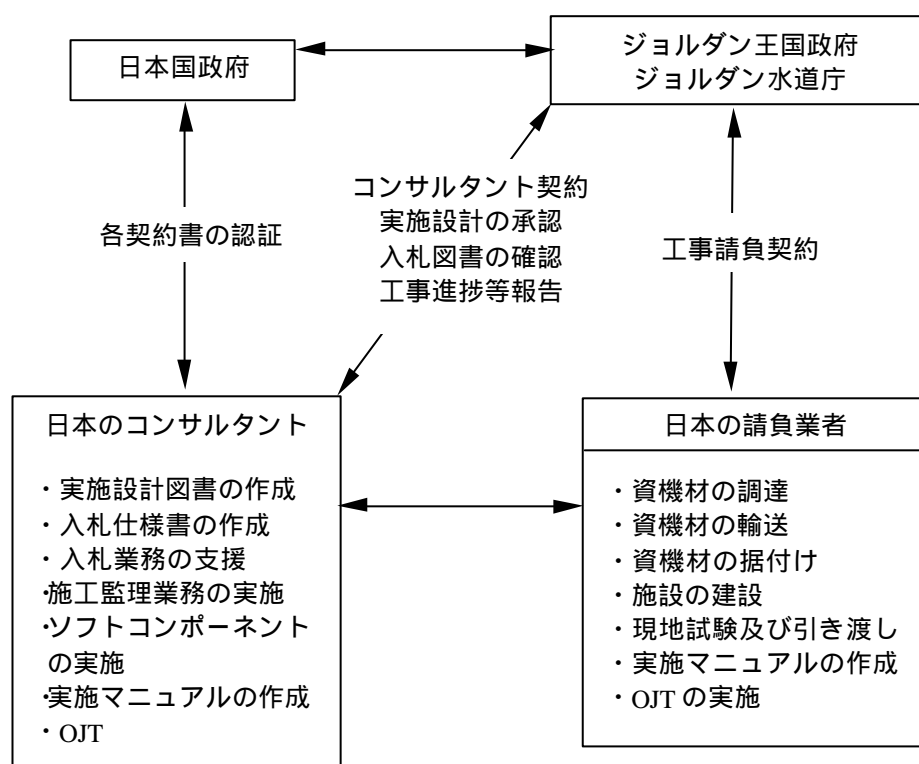 日本国政府
ジョルダン王国政府
ジョルダン水道庁
コンサルタント契約
実施設計の承認
入札図書の確認
工事進捗等報告
各契約書の認証
工事請負契約
日本のコンサルタント
・実施設計図書の作成
・入札仕様書の作成
・入札業務の支援
・施工監理業務の実施
・ソフトコンポーネント
の実施
・実施マニュアルの作成
・OJT
日本の請負業者
・資機材の調達
・資機材の輸送
・資機材の据付け
・施設の建設
・現地試験及び引き渡し
・実施マニュアルの作成
・OJT の実施